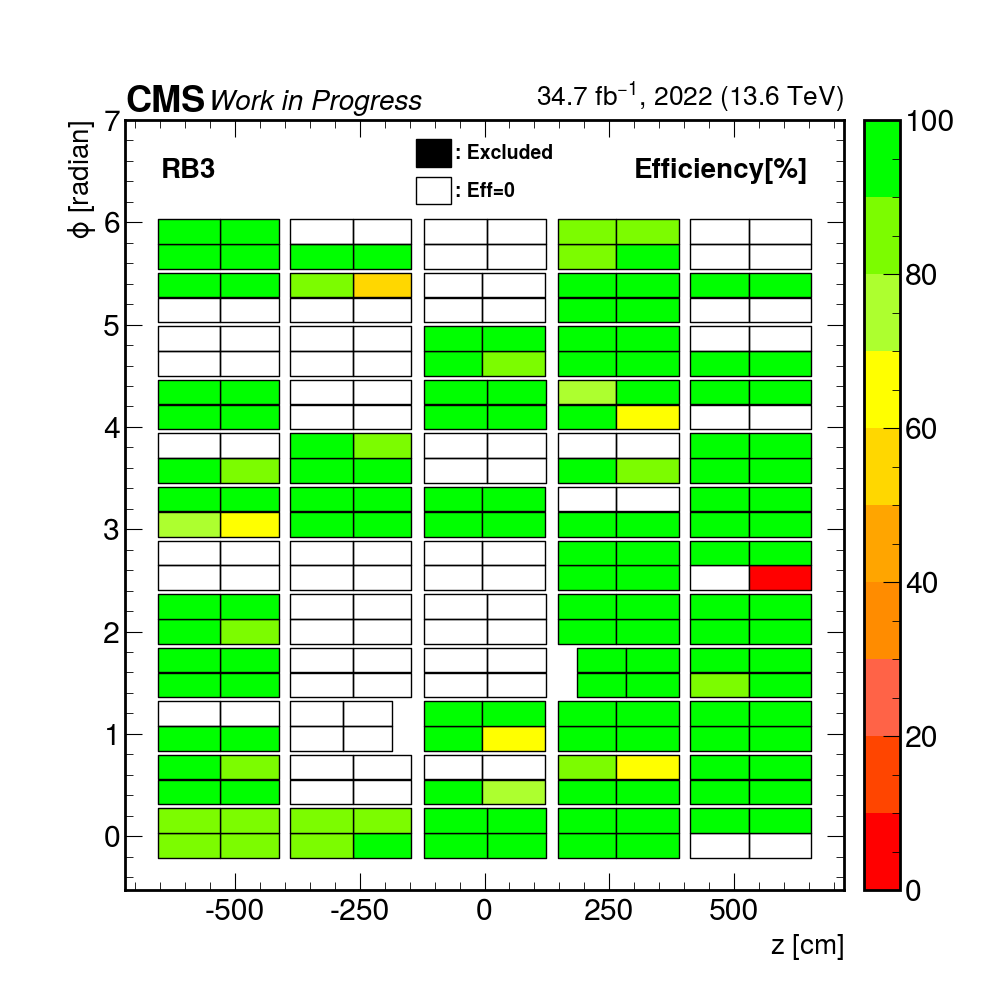 CMS Work in Progress 34.7 fb⁻¹, 2022 (13.6 TeV)
RB3 : Excluded Efficiency[%]
: Eff=0
ϕ [radian]
7
6
5
4
3
2
1
0
-500 -250 0 250 500
z [cm]
100
80
60
40
20
0